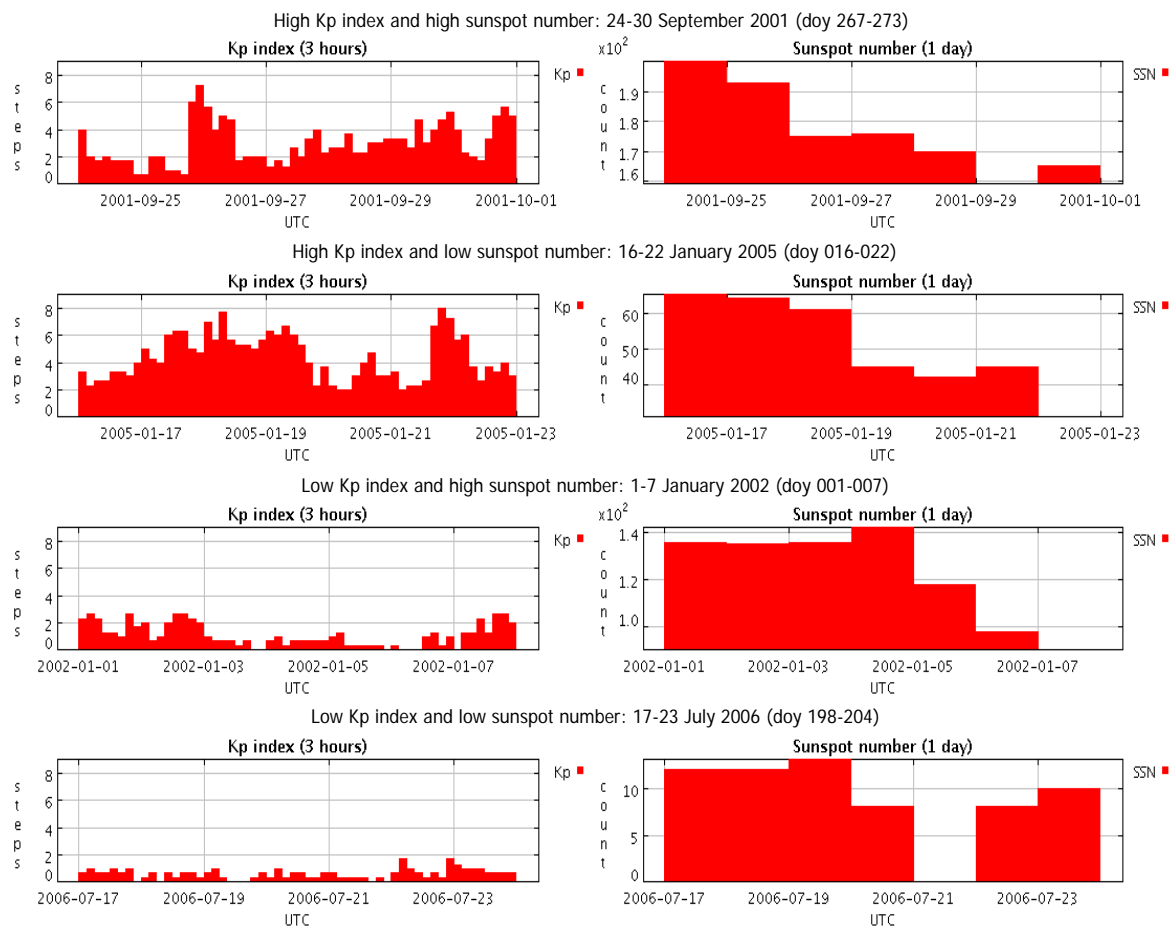 High Kp index and high sunspot number: 24-30 September 2001 (doy 267-273)
Kp index (3 hours)
steps
8
6
4
2
0
2001-09-25 2001-09-27 2001-09-29 2001-10-01
UTC
Kp
x10²
Sunspot number (1 day)
count
1.9
1.8
1.7
1.6
2001-09-25 2001-09-27 2001-09-29 2001-10-01
UTC
SSN
High Kp index and low sunspot number: 16-22 January 2005 (doy 016-022)
Kp index (3 hours)
steps
8
6
4
2
0
2005-01-17 2005-01-19 2005-01-21 2005-01-23
UTC
Kp
Sunspot number (1 day)
count
60
50
40
2005-01-17 2005-01-19 2005-01-21 2005-01-23
UTC
SSN
Low Kp index and high sunspot number: 1-7 January 2002 (doy 001-007)
Kp index (3 hours)
steps
8
6
4
2
0
2002-01-01 2002-01-03 2002-01-05 2002-01-07
UTC
Kp
x10²
Sunspot number (1 day)
count
1.4
1.2
1.0
2002-01-01 2002-01-03 2002-01-05 2002-01-07
UTC
SSN
Low Kp index and low sunspot number: 17-23 July 2006 (doy 198-204)
Kp index (3 hours)
steps
8
6
4
2
0
2006-07-17 2006-07-19 2006-07-21 2006-07-23
UTC
Kp
Sunspot number (1 day)
count
10
5
0
2006-07-17 2006-07-19 2006-07-21 2006-07-23
UTC
SSN